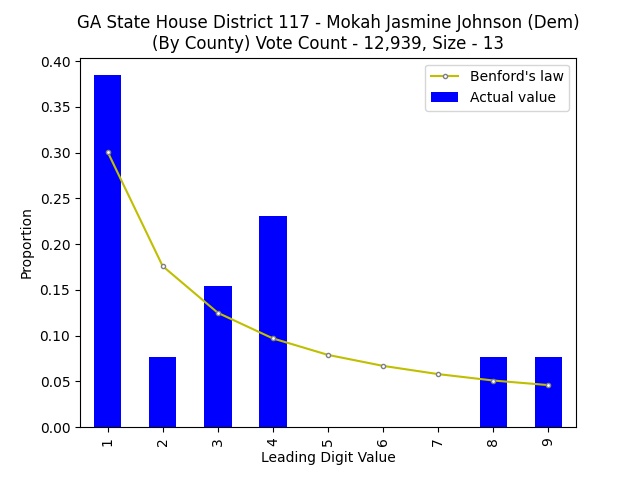 GA State House District 117 - Mokah Jasmine Johnson (Dem)
(By County) Vote Count - 12,939, Size - 13
Benford's law
Actual value
0.40
0.35
0.30
0.25
0.20
0.15
0.10
0.05
0.00
Proportion
1 2 3 4 5 6 7 8 9
Leading Digit Value